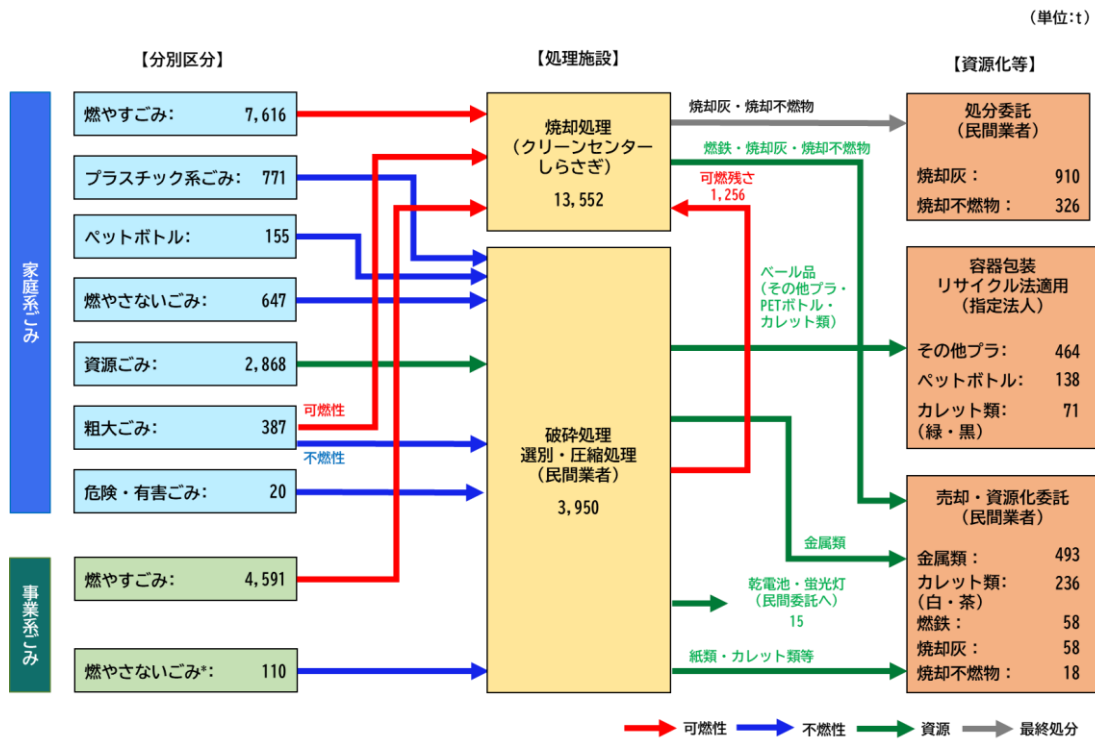 (単位:t)
【分別区分】
【処理施設】
【資源化等】
家庭系ごみ
燃やすごみ: 7,616
プラスチック系ごみ: 771
ペットボトル: 155
燃やさないごみ: 647
資源ごみ: 2,868
粗大ごみ: 387
危険・有害ごみ: 20
可燃性
不燃性
事業系ごみ
燃やすごみ: 4,591
燃やさないごみ*: 110
焼却処理
(クリーンセンター
しらさぎ)
13,552
破砕処理
選別・圧縮処理
(民間業者)
3,950
焼却灰・焼却不燃物
燃鉄・焼却灰・焼却不燃物
可燃残さ
1,256
ベール品
(その他プラ・
PETボトル・
カレット類)
金属類
乾電池・蛍光灯
(民間委託へ)
15
紙類・カレット類等
処分委託
(民間業者)
焼却灰: 910
焼却不燃物: 326
容器包装
リサイクル法適用
(指定法人)
その他プラ: 464
ペットボトル: 138
カレット類: 71
(緑・黒)
売却・資源化委託
(民間業者)
金属類: 493
カレット類: 236
(白・茶)
燃鉄: 58
焼却灰: 58
焼却不燃物: 18
可燃性 不燃性 資源 最終処分